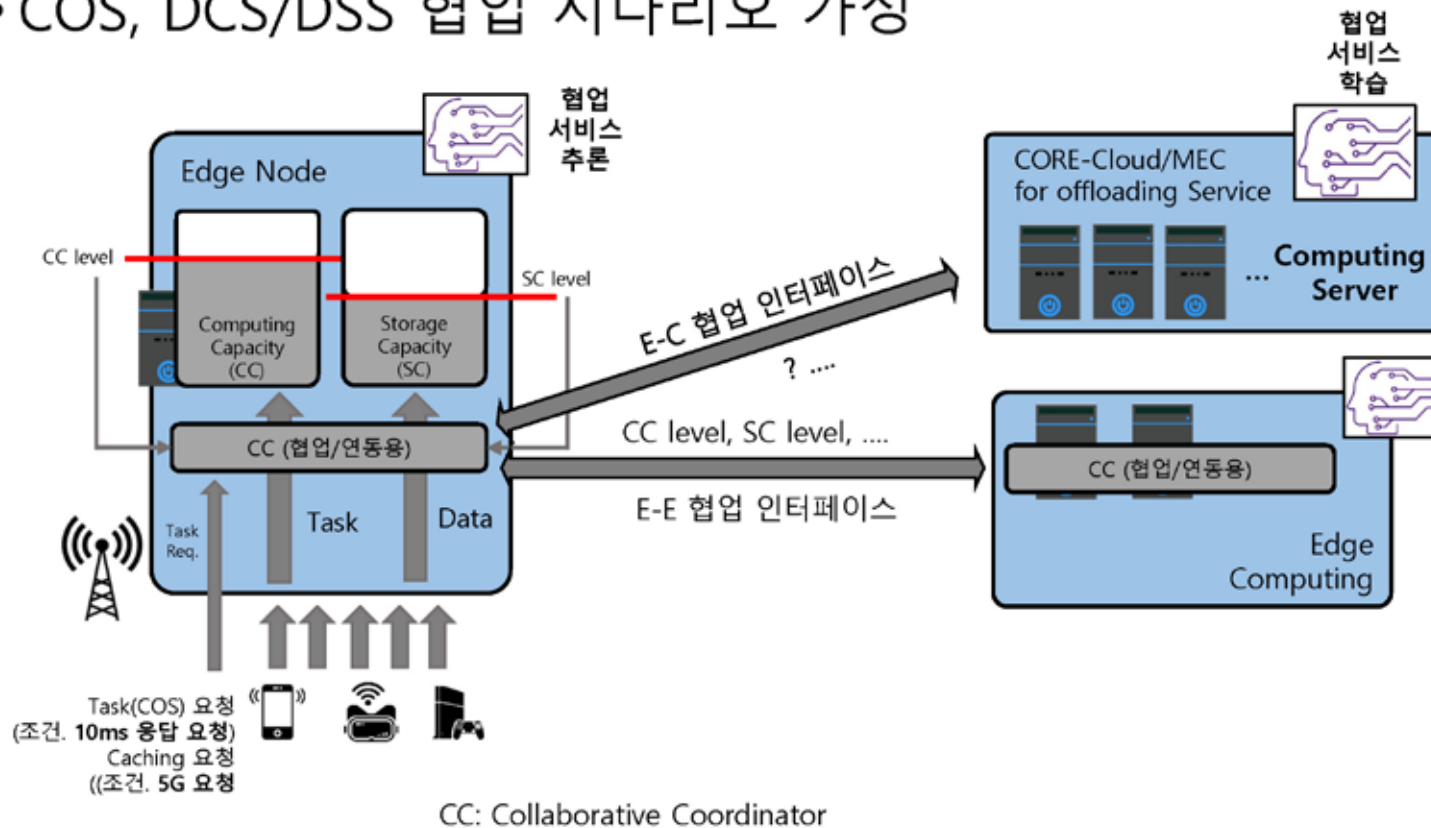 COS, DCS/DSS 협업 시나리오 가정
협업
서비스
추론
협업
서비스
학습
Edge Node
CC level
SC level
Computing
Capacity
(CC)
Storage
Capacity
(SC)
CC (협업/연동용)
Task
Req.
Task
Data
E-C 협업 인터페이스
? ....
CC level, SC level, ....
E-E 협업 인터페이스
CORE-Cloud/MEC
for offloading Service
... Computing
Server
CC (협업/연동용)
Edge
Computing
Task(COS) 요청
(조건. 10ms 응답 요청)
Caching 요청
((조건. 5G 요청
CC: Collaborative Coordinator